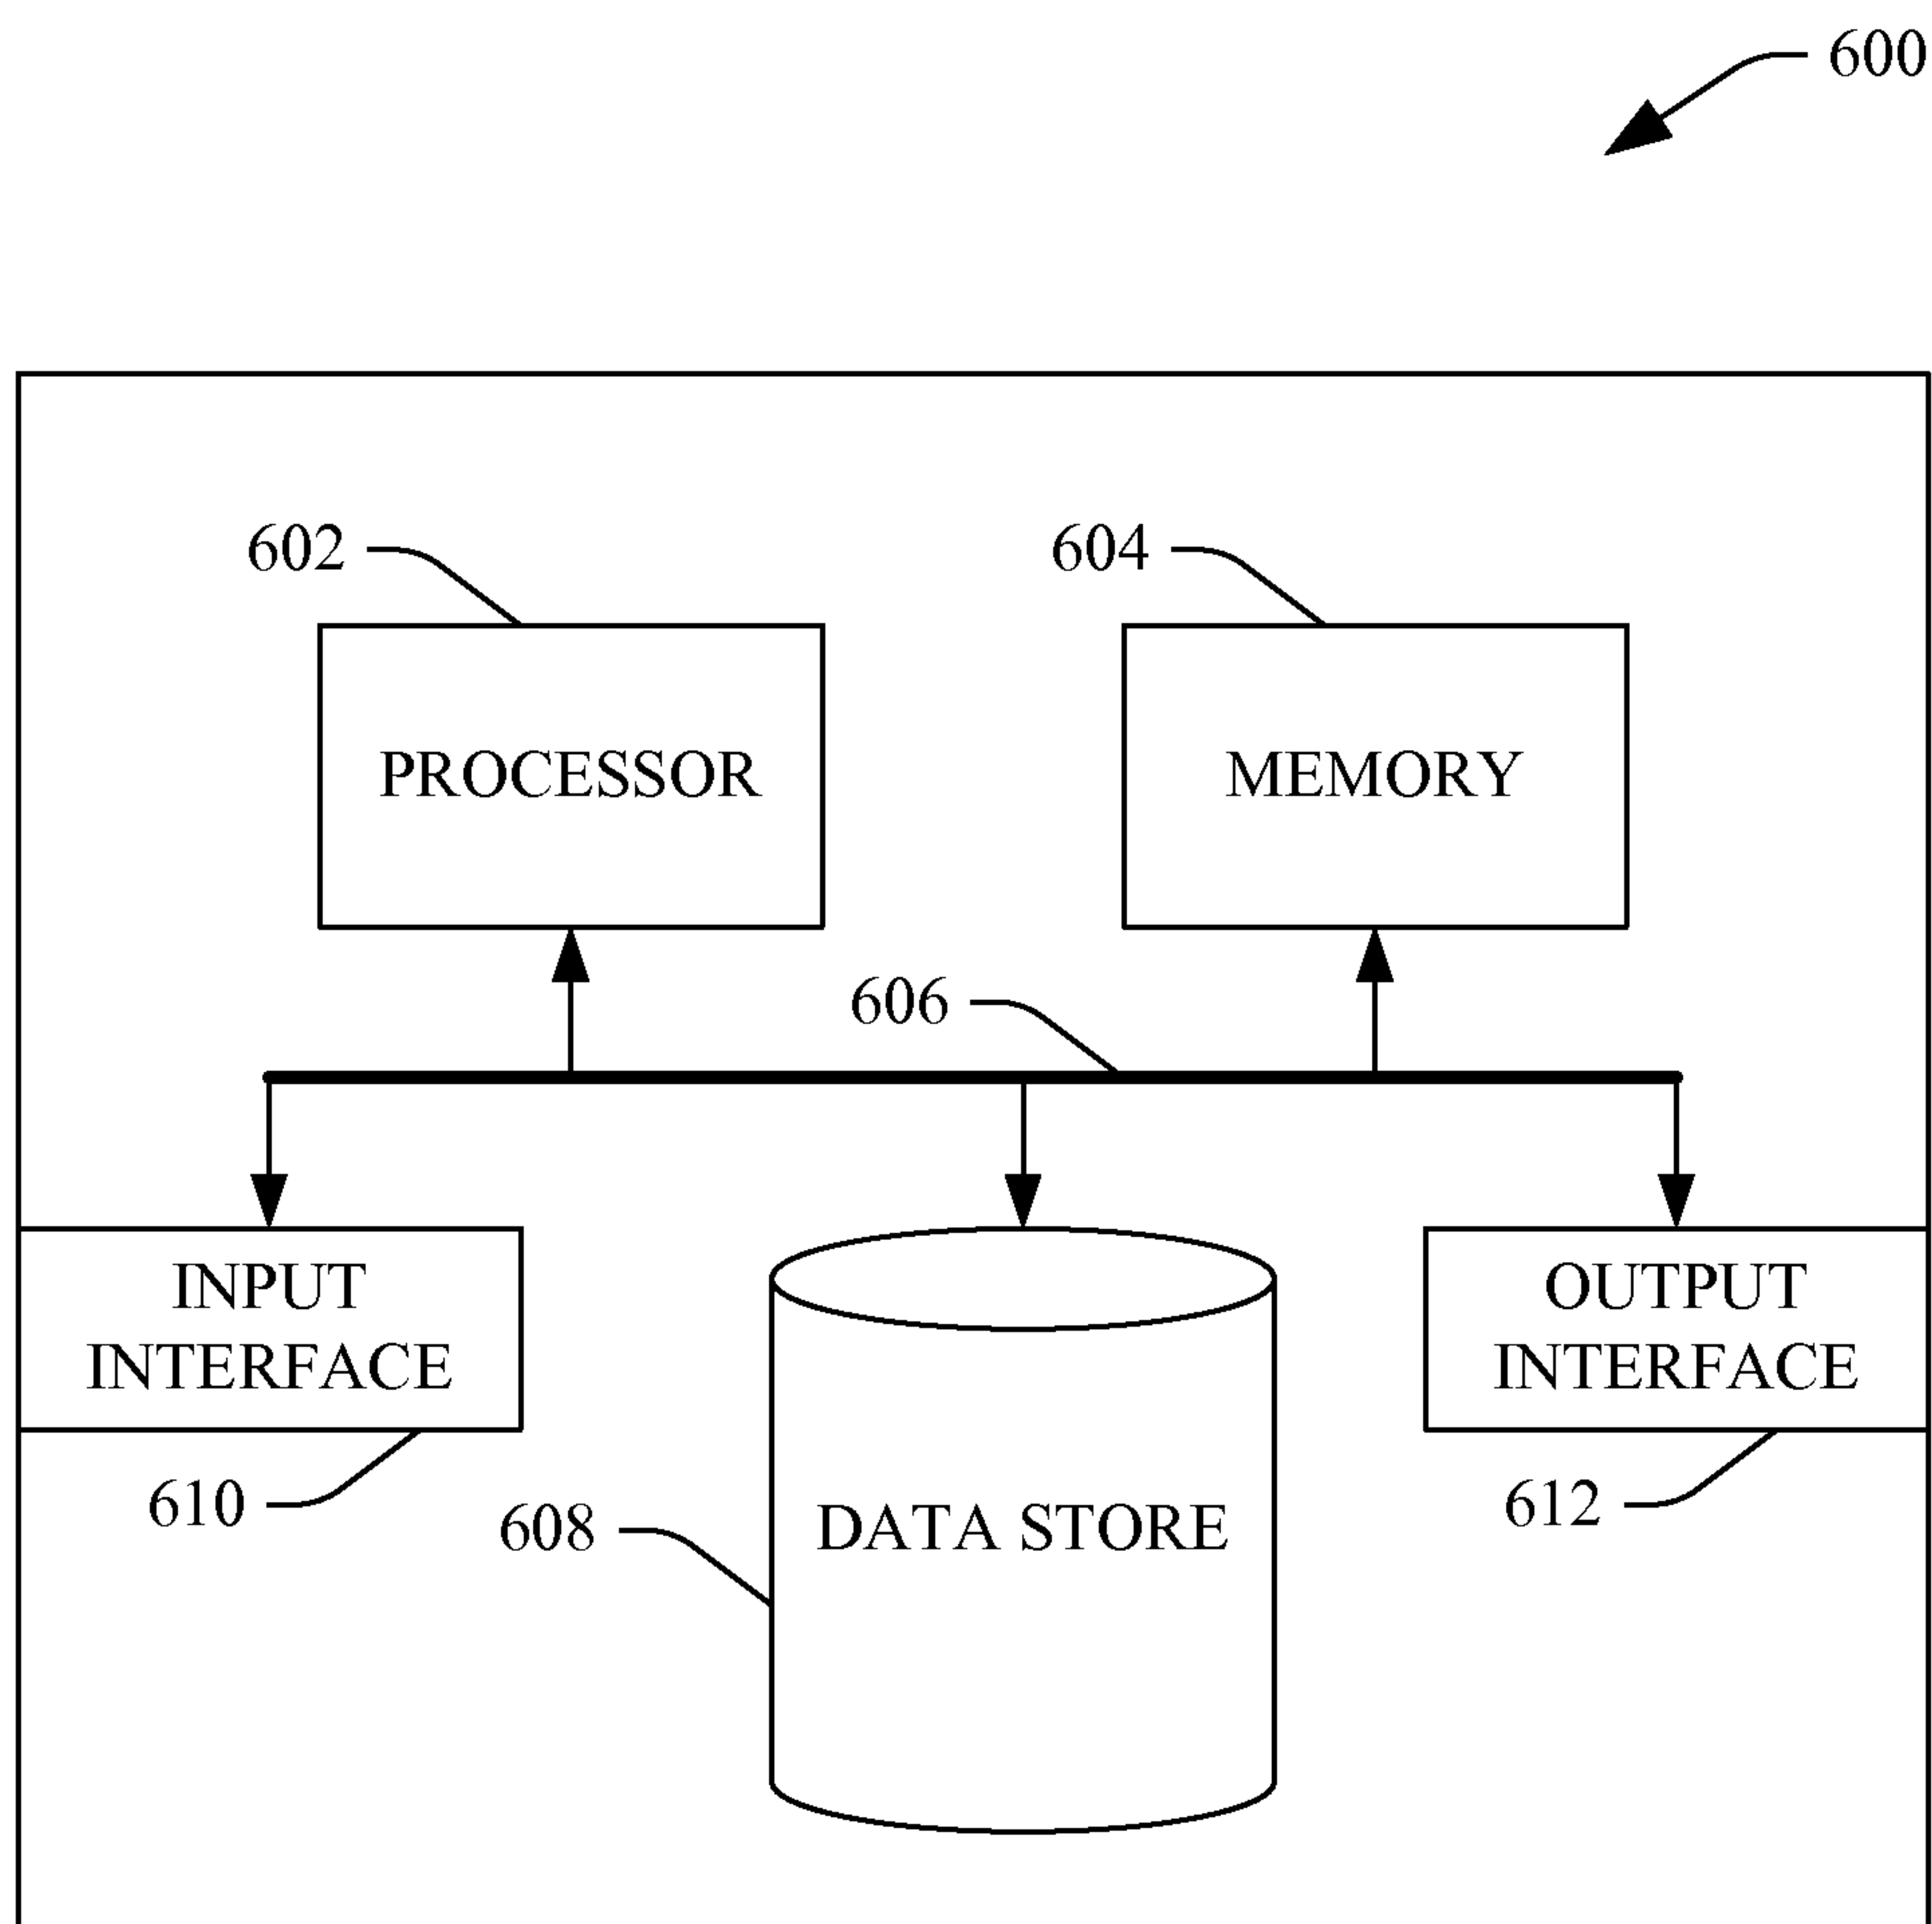 600
602
604
PROCESSOR
MEMORY
606
INPUT
INTERFACE
OUTPUT
INTERFACE
610
608
DATA STORE
612